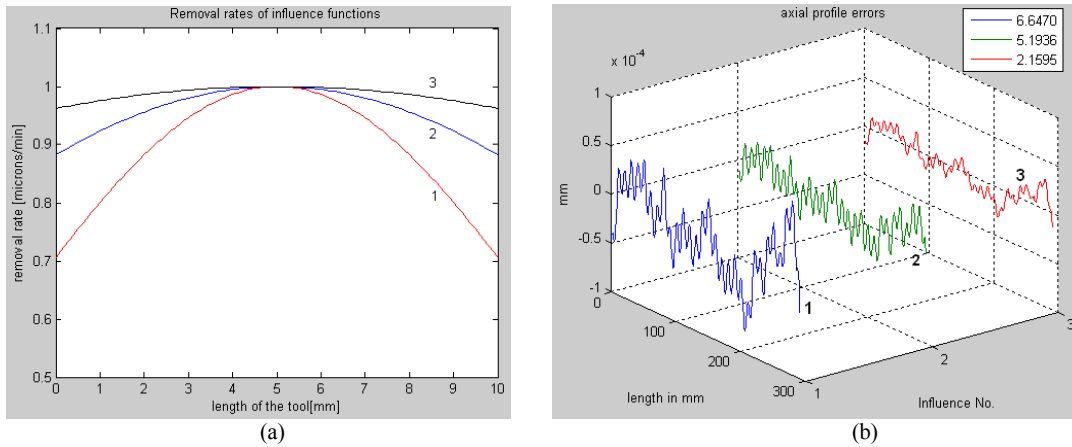 Removal rates of influence functions
1.1
1
0.9
0.8
0.7
0.6
0.5
removal rate [microns/min]
3
2
1
0 1 2 3 4 5 6 7 8 9 10
length of the tool[mm]
(a)
axial profile errors
6.6470
5.1936
2.1595
x 10⁻⁴
1
0.5
0
-0.5
-1
mm
0
100
200
300
length in mm
1
2
3
Influence No.
1
2
3
(b)